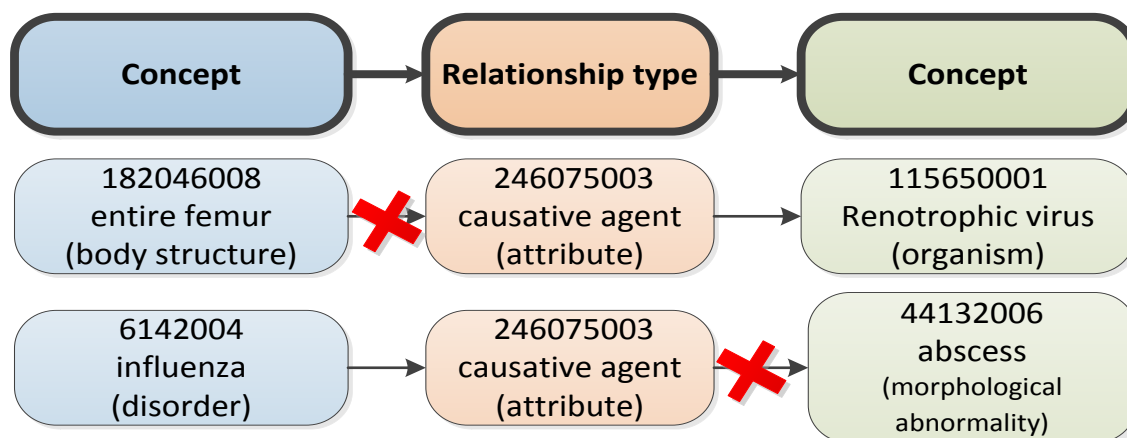 Concept
Relationship type
Concept
182046008
entire femur
(body structure)
246075003
causative agent
(attribute)
115650001
Renotrophic virus
(organism)
6142004
influenza
(disorder)
246075003
causative agent
(attribute)
44132006
abscess
(morphological
abnormality)